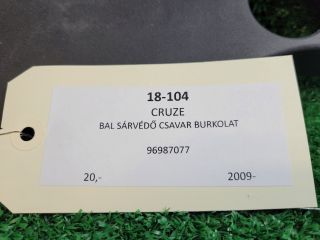 18-104
CRUZE
BAL SÁRVÉDŐ CSAVAR BURKOLAT
96987077
20,- 2009-